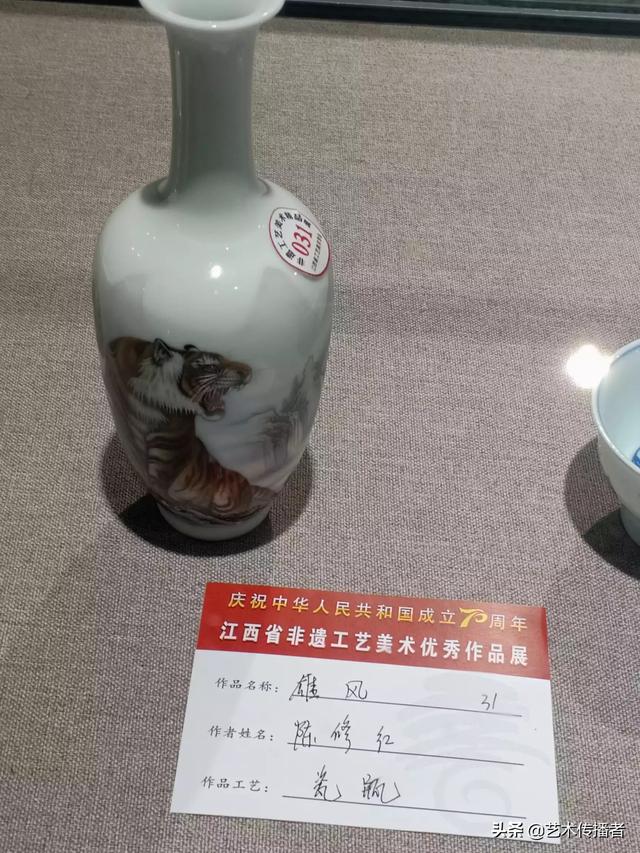 031
庆祝中华人民共和国成立70周年
江西省非遗工艺美术优秀作品展
作品名称： 雄风 31
作者姓名： 陈修红
作品工艺： 瓷瓶
头条 @艺术传播者